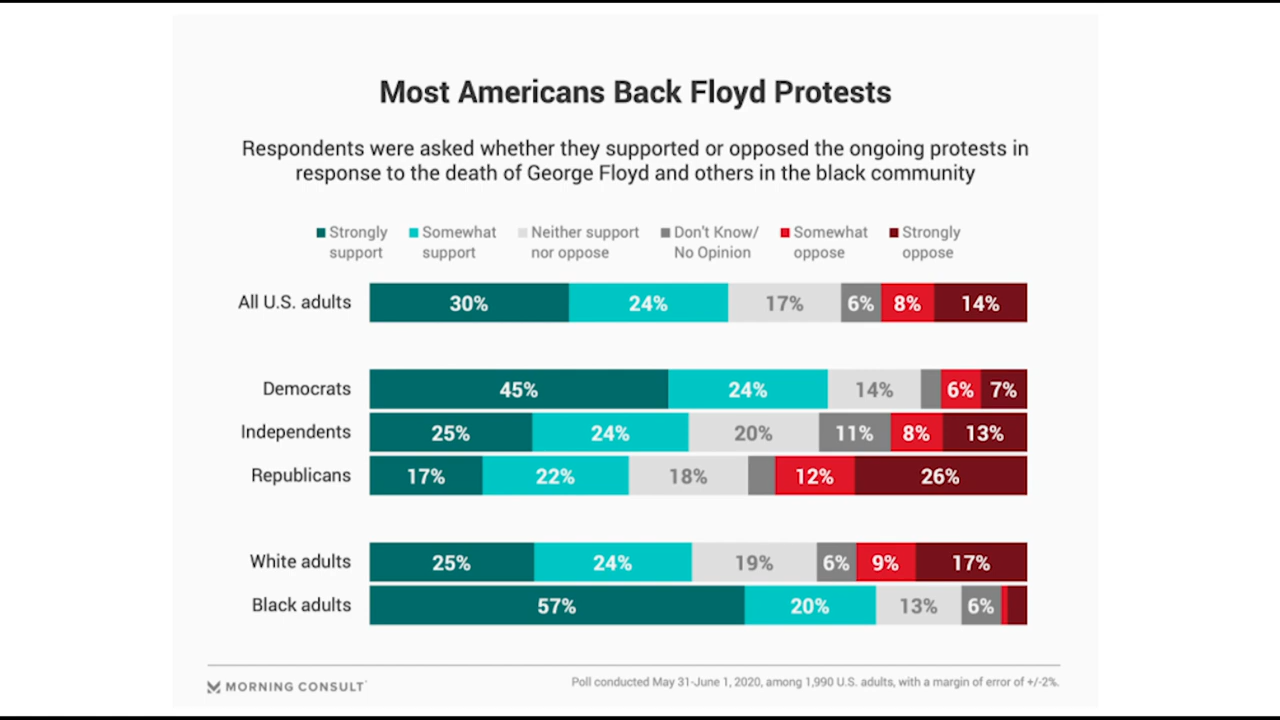 Most Americans Back Floyd Protests
Respondents were asked whether they supported or opposed the ongoing protests in
response to the death of George Floyd and others in the black community
Strongly support
Somewhat support
Neither support nor oppose
Don't Know/ No Opinion
Somewhat oppose
Strongly oppose
All U.S. adults 30% 24% 17% 6% 8% 14%
Democrats 45% 24% 14% 6% 7%
Independents 25% 24% 20% 11% 8% 13%
Republicans 17% 22% 18% 12% 26%
White adults 25% 24% 19% 6% 9% 17%
Black adults 57% 20% 13% 6%
MORNING CONSULT
Poll conducted May 31-June 1, 2020, among 1,990 U.S. adults, with a margin of error of +/-2%.